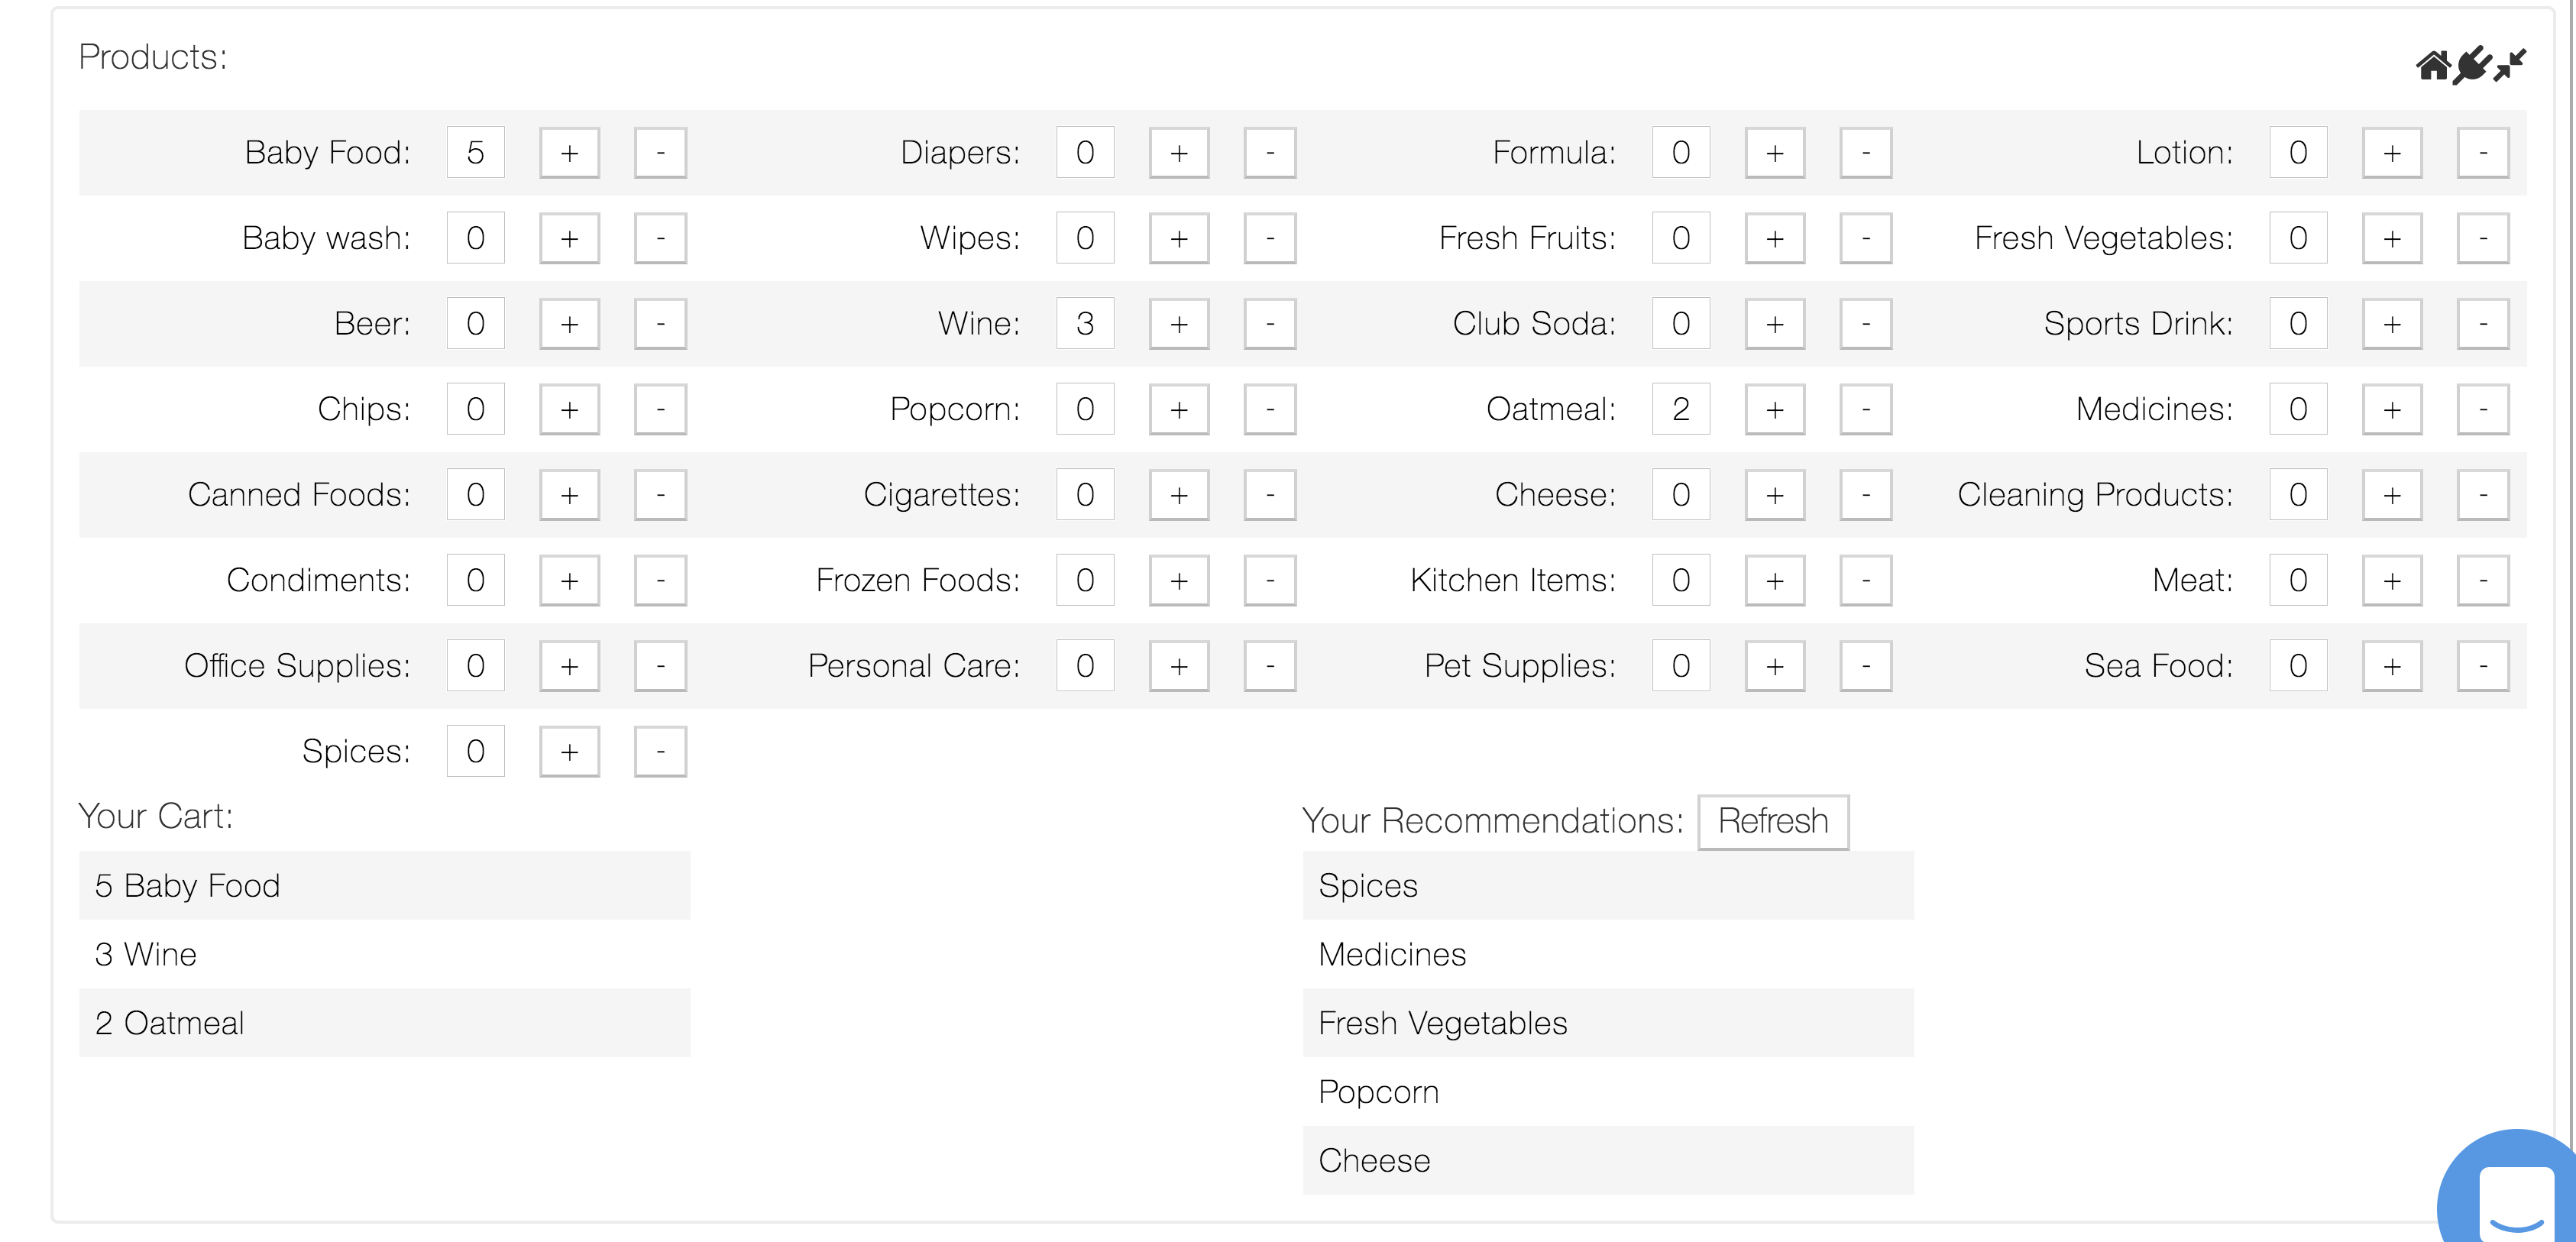 Products:
Baby Food: 5 + - Diapers: 0 + - Formula: 0 + - Lotion: 0 + -
Baby wash: 0 + - Wipes: 0 + - Fresh Fruits: 0 + - Fresh Vegetables: 0 + -
Beer: 0 + - Wine: 3 + - Club Soda: 0 + - Sports Drink: 0 + -
Chips: 0 + - Popcorn: 0 + - Oatmeal: 2 + - Medicines: 0 + -
Canned Foods: 0 + - Cigarettes: 0 + - Cheese: 0 + - Cleaning Products: 0 + -
Condiments: 0 + - Frozen Foods: 0 + - Kitchen Items: 0 + - Meat: 0 + -
Office Supplies: 0 + - Personal Care: 0 + - Pet Supplies: 0 + - Sea Food: 0 + -
Spices: 0 + -
Your Cart:
5 Baby Food
3 Wine
2 Oatmeal
Your Recommendations: Refresh
Spices
Medicines
Fresh Vegetables
Popcorn
Cheese